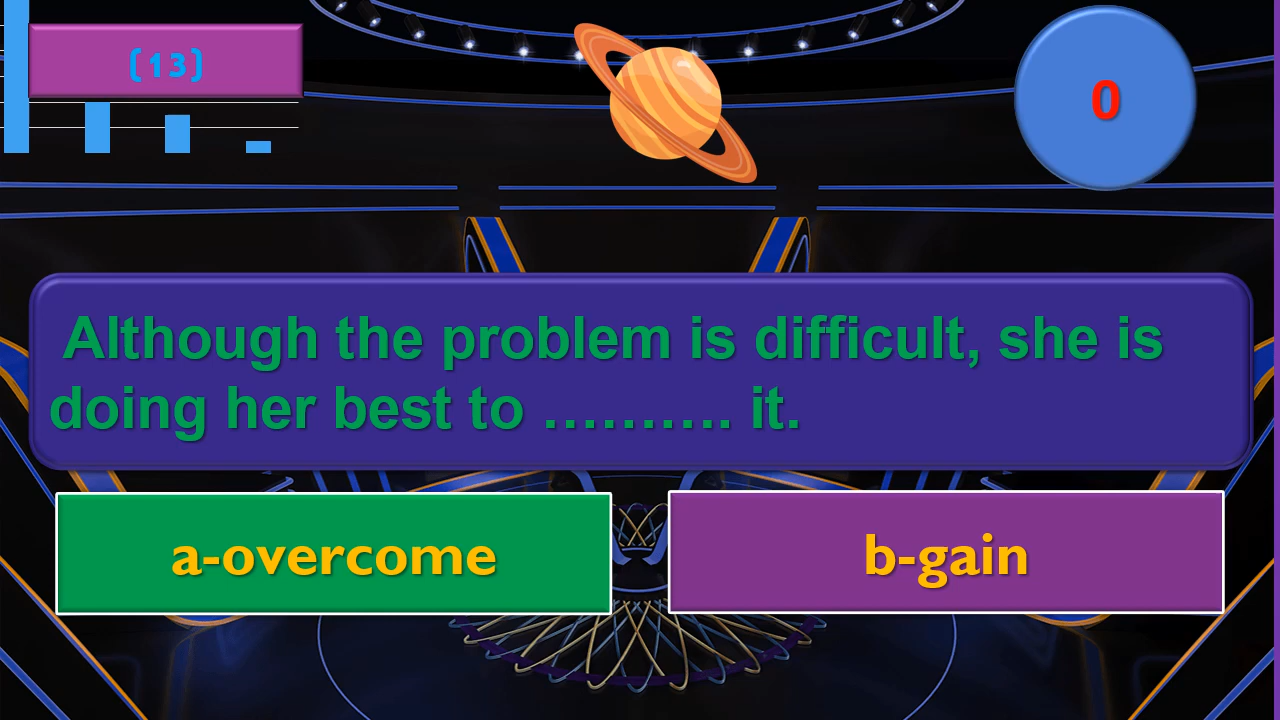 (13)
0
Although the problem is difficult, she is
doing her best to ………. it.
a-overcome
b-gain